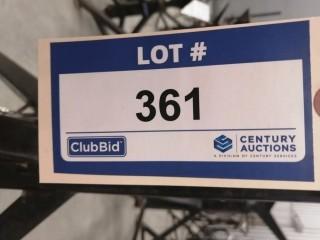 LOT #
361
ClubBid
CENTURY
AUCTIONS
A DIVISION OF CENTURY SERVICES